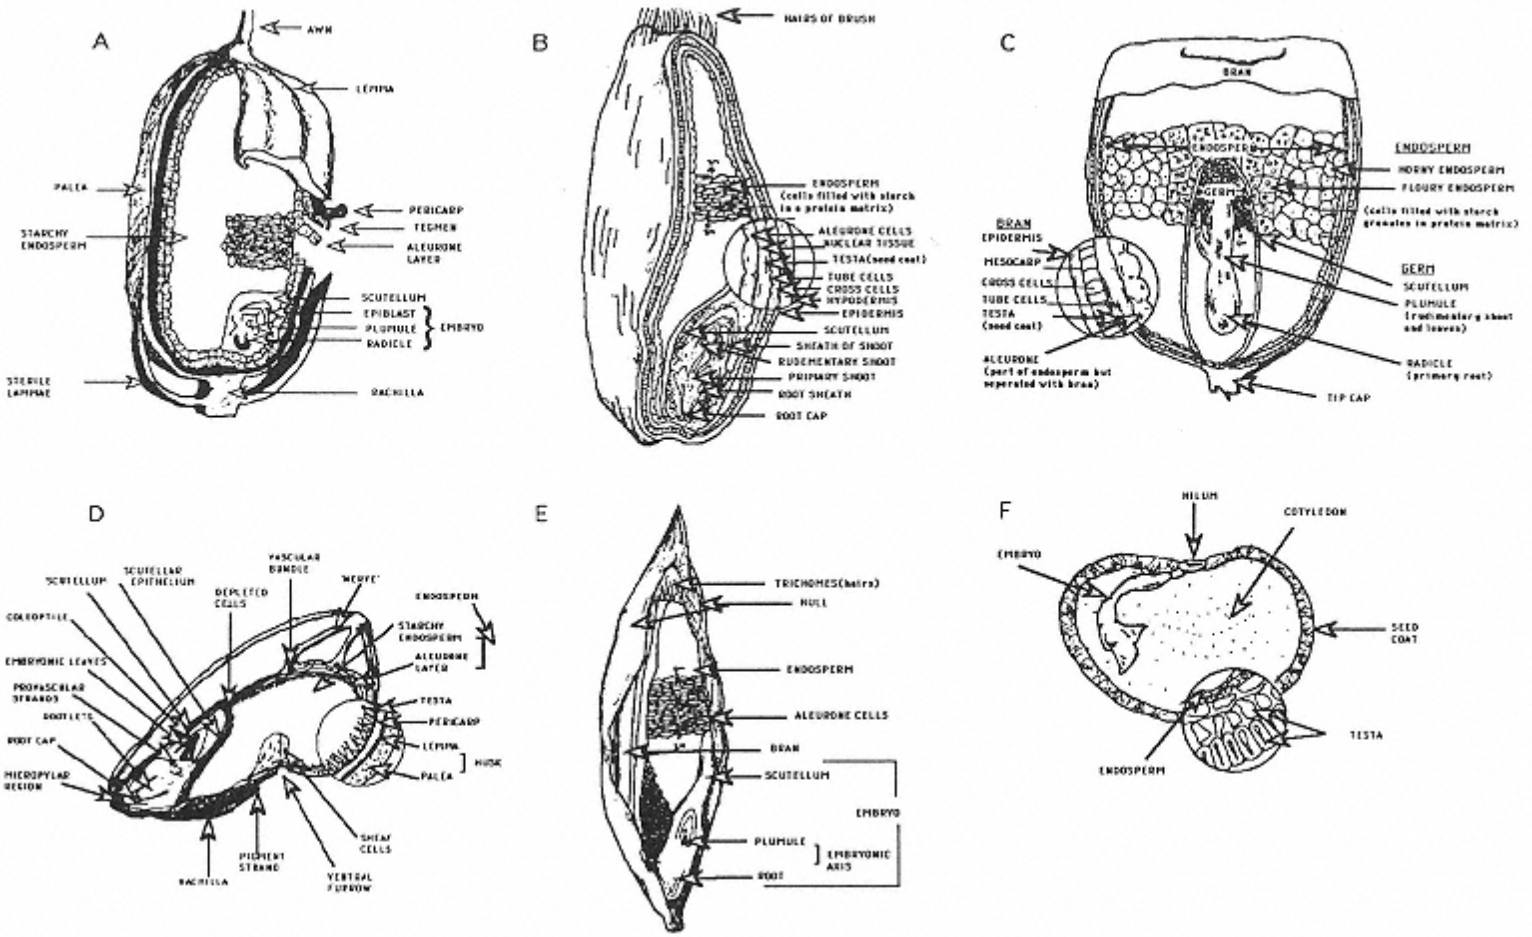 A
AWN
LEMMA
PALEA
PERICARP
TEGMEN
STARCHY
ENDOSPERM
ALEURONE
LAYER
SCUTELLUM
EPIBLAST
PLUMULE
EMBRYO
RADICLE
STERILE
LAMMAE
RACHILLA
B
HAIRS OF BRUSH
ENDOSPERM
(cells filled with starch
in a protein matrix)
ALEURONE CELLS
NUCLEAR TISSUE
TESTA(seed coat)
TUBE CELLS
CROSS CELLS
HYPODERMIS
EPIDERMIS
SCUTELLUM
SHEATH OF SHOOT
RUDEMENTARY SHOOT
PRIMARY SHOOT
ROOT SHEATH
ROOT CAP
C
BRAN
ENDOSPERM
GERM
ENDOSPERM
HORNY ENDOSPERM
FLOURY ENDOSPERM
(cells filled with starch
granules in protein matrix)
BRAN
EPIDERMIS
MESOCARP
CROSS CELLS
TUBE CELLS
TESTA
(seed coat)
ALEURONE
(part of endosperm but
seperated with bran)
GERM
SCUTELLUM
PLUMULE
(rudimentary shoot
and leaves)
RADICLE
(primary root)
TIP CAP
D
VASCULAR
BUNDLE
'NERVE'
SCUTELLAR
EPITHELIUM
SCUTELLUM
DEPLETED
CELLS
ENDOSPERM
COLEOPTILE
STARCHY
ENDOSPERM
EMBRYONIC LEAVES
ALEURONE
LAYER
PROVASCULAR
STRANDS
TESTA
ROOTLETS
PERICARP
ROOT CAP
LEMMA
HUSK
MICROPYLAR
REGION
PALEA
SHEAF
CELLS
PIGMENT
STRAND
RACHILLA
VENTRAL
FURROW
E
TRICHOMES(hairs)
HULL
ENDOSPERM
ALEURONE CELLS
BRAN
SCUTELLUM
EMBRYO
PLUMULE
EMBRYONIC
AXIS
ROOT
F
HILUM
COTYLEDON
EMBRYO
SEED
COAT
TESTA
ENDOSPERM